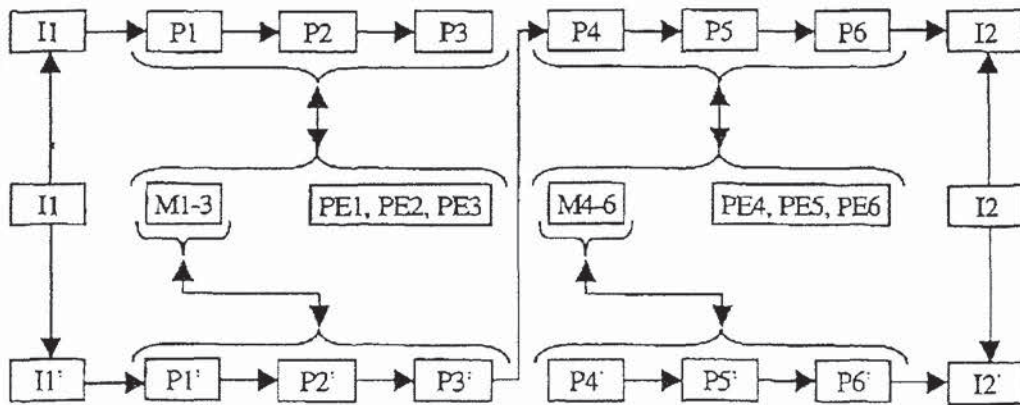 I1 P1 P2 P3 P4 P5 P6 I2
I1 M1-3 PE1, PE2, PE3 M4-6 PE4, PE5, PE6 I2
I1' P1' P2' P3' P4' P5' P6' I2'